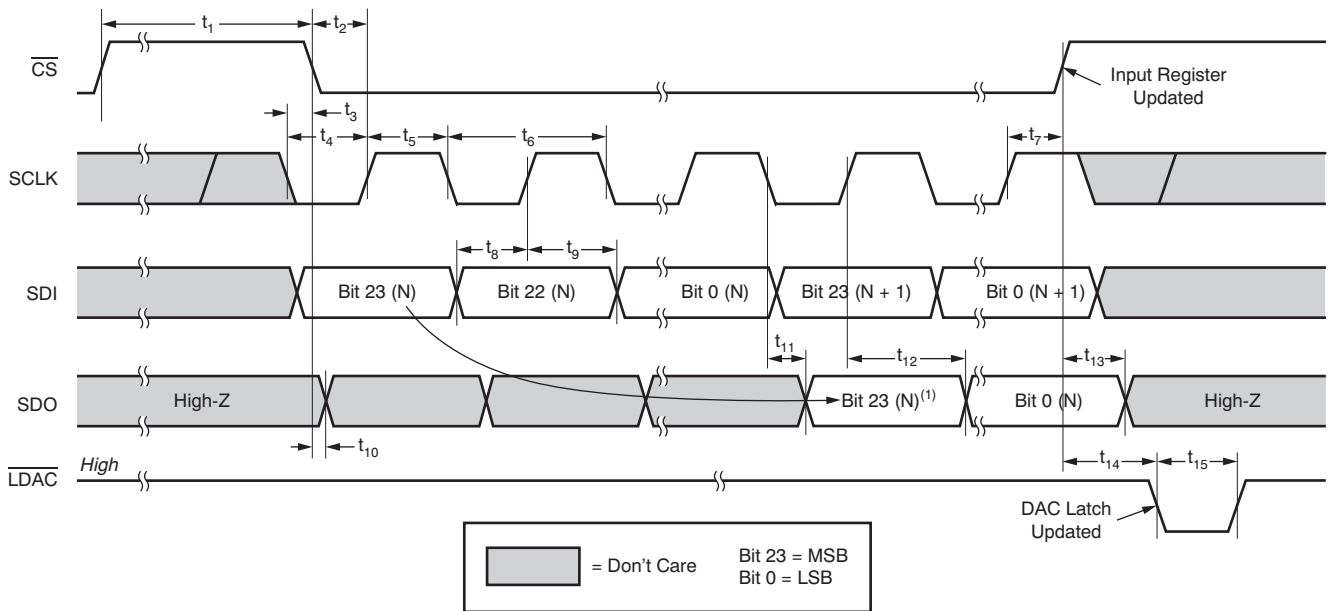 t1 t2
CS
Input Register
Updated
t3
t4 t5 t6 t7
SCLK
t8 t9
SDI Bit 23 (N) Bit 22 (N) Bit 0 (N) Bit 23 (N + 1) Bit 0 (N + 1)
t11 t12 t13
SDO High-Z Bit 23 (N)(1) Bit 0 (N) High-Z
t10
High
t14 t15
LDAC
DAC Latch
Updated
= Don't Care
Bit 23 = MSB
Bit 0 = LSB